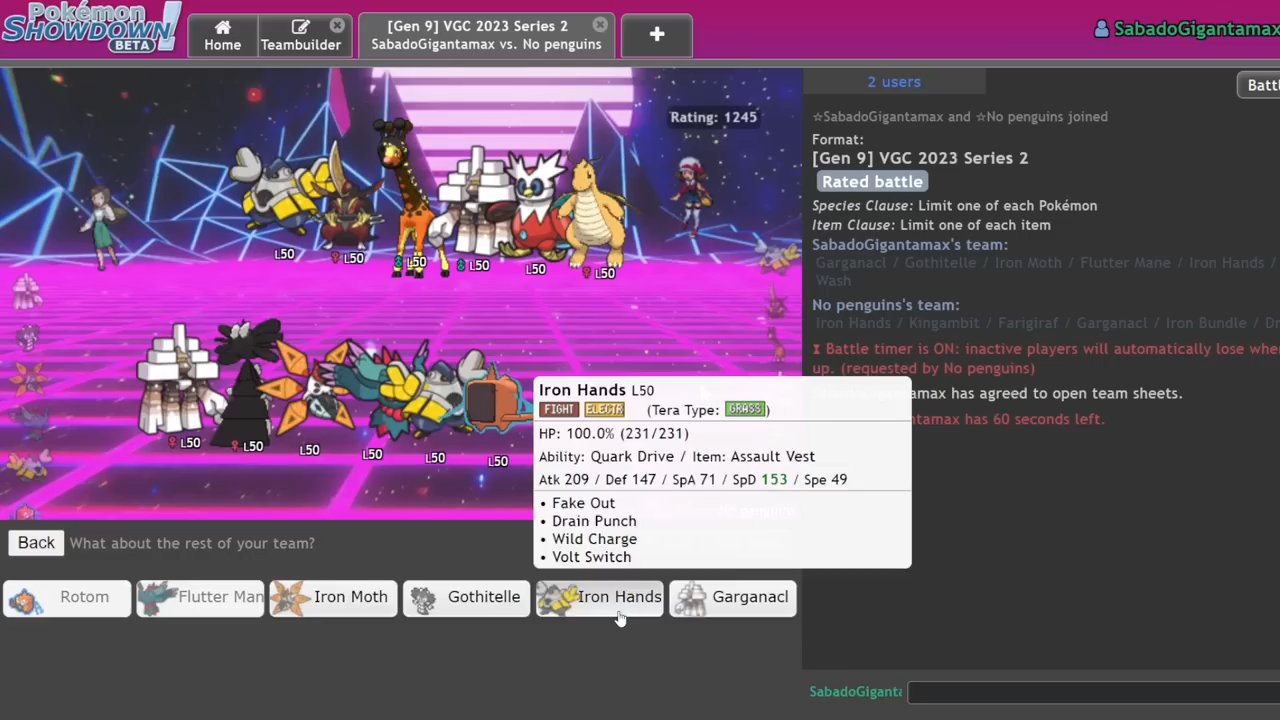 Pokémon
SHOWDOWN!
BETA
Home
Teambuilder
[Gen 9] VGC 2023 Series 2
SabadoGigantamax vs. No penguins
+
SabadoGigantamax
Rating: 1245
L50
L50
L50
L50
L50
L50
L50
L50
L50
L50
L50
L50
2 users
Batt
☆SabadoGigantamax and ☆No penguins joined
Format:
[Gen 9] VGC 2023 Series 2
Rated battle
Species Clause: Limit one of each Pokémon
Item Clause: Limit one of each item
SabadoGigantamax's team:
Garganacl / Gothitelle / Iron Moth / Flutter Mane / Iron Hands /
Wash
No penguins's team:
Iron Hands / Kingambit / Farigiraf / Garganacl / Iron Bundle / Dr
Battle timer is ON: inactive players will automatically lose whe
up. (requested by No penguins)
ntamax has agreed to open team sheets.
ntamax has 60 seconds left.
Iron Hands L50
FIGHT ELECTR (Tera Type: GRASS)
HP: 100.0% (231/231)
Ability: Quark Drive / Item: Assault Vest
Atk 209 / Def 147 / SpA 71 / SpD 153 / Spe 49
• Fake Out
• Drain Punch
• Wild Charge
• Volt Switch
Back What about the rest of your team?
Rotom Flutter Man Iron Moth Gothitelle Iron Hands Garganacl
SabadoGiganta